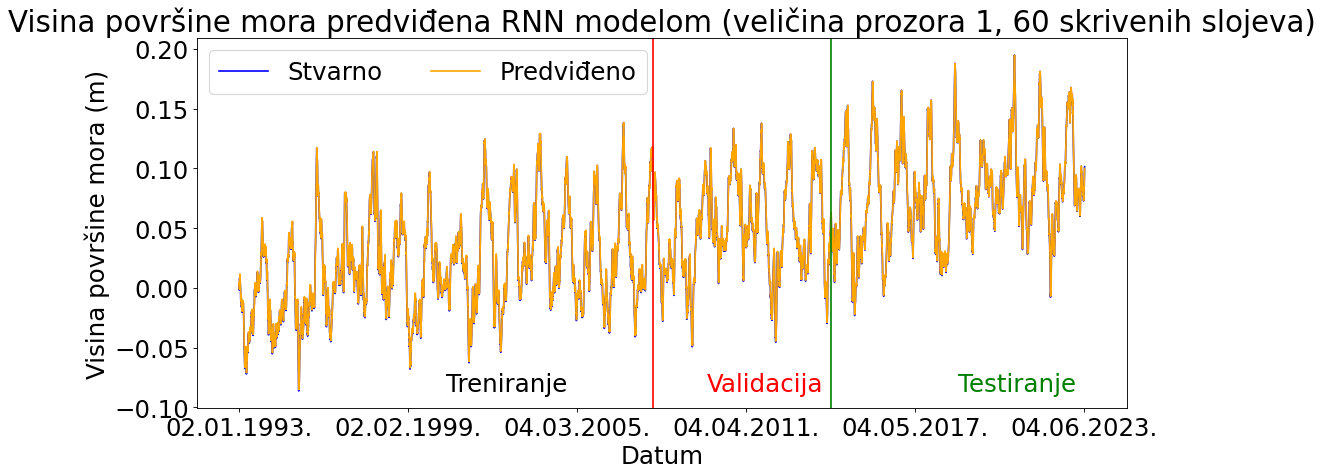 Visina površine mora predviđena RNN modelom (veličina prozora 1, 60 skrivenih slojeva)
Stvarno
Predviđeno
Visina površine mora (m)
0.20
0.15
0.10
0.05
0.00
−0.05
−0.10
Treniranje
Validacija
Testiranje
02.01.1993.
02.02.1999.
04.03.2005.
04.04.2011.
04.05.2017.
04.06.2023.
Datum